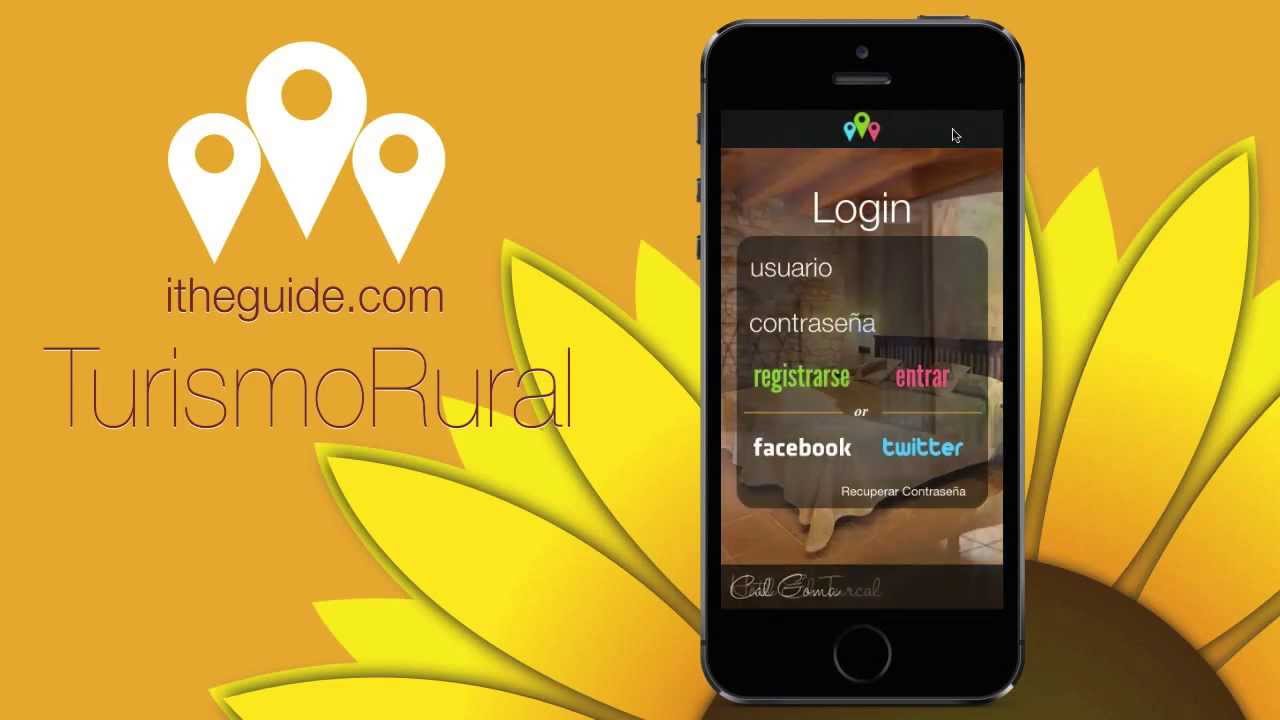 itheguide.com
TurismoRural
Login
usuario
contraseña
registrarse entrar
or
facebook twitter
Recuperar Contraseña